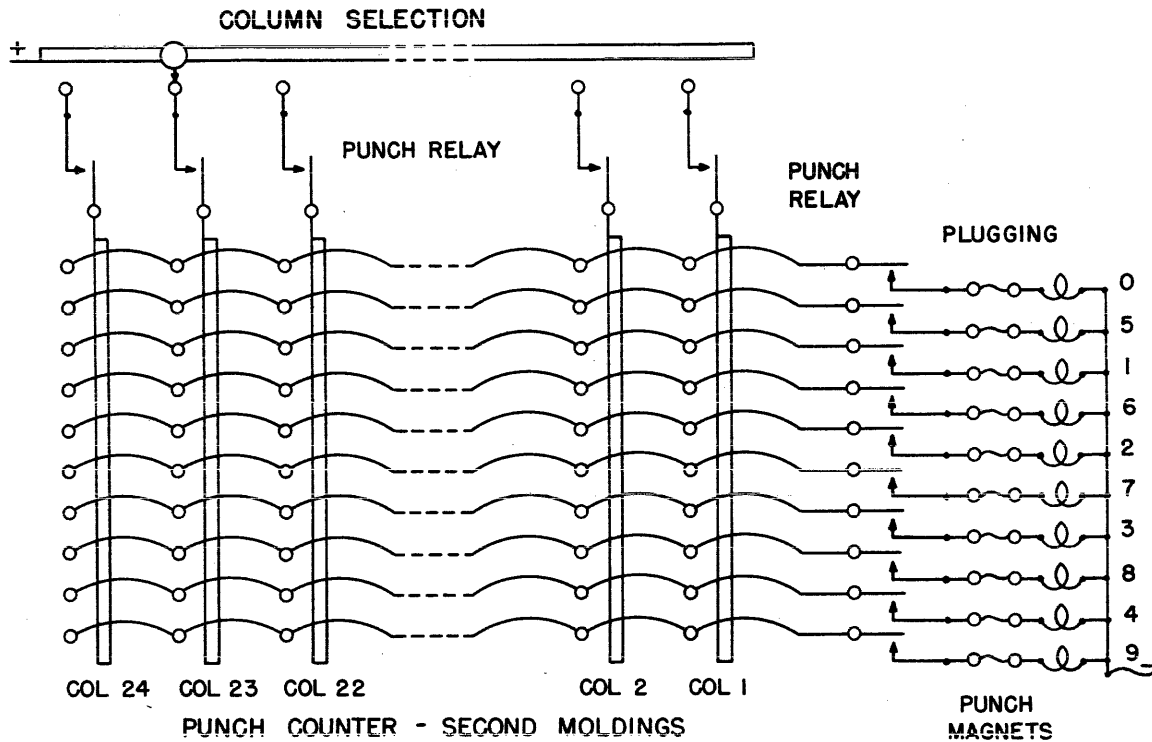 COLUMN SELECTION
+
PUNCH RELAY
PUNCH
RELAY
PLUGGING
0
5
1
6
2
7
3
8
4
9
COL 24 COL 23 COL 22 COL 2 COL 1
PUNCH COUNTER - SECOND MOLDINGS
PUNCH
MAGNETS